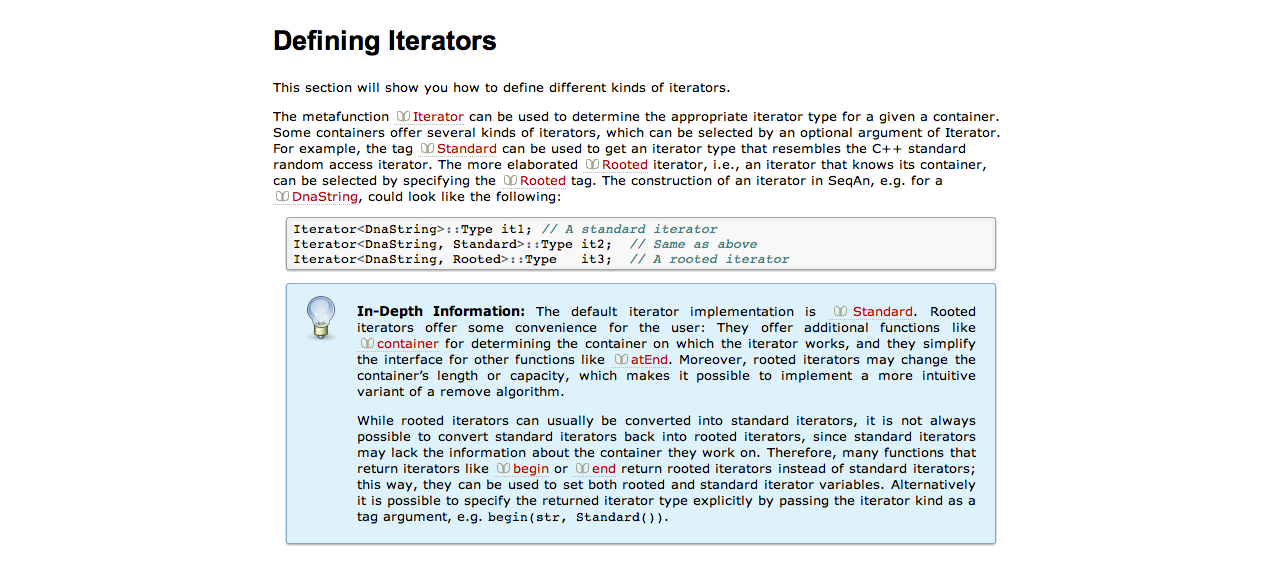 Defining Iterators
This section will show you how to define different kinds of iterators.
The metafunction Iterator can be used to determine the appropriate iterator type for a given a container.
Some containers offer several kinds of iterators, which can be selected by an optional argument of Iterator.
For example, the tag Standard can be used to get an iterator type that resembles the C++ standard
random access iterator. The more elaborated Rooted iterator, i.e., an iterator that knows its container,
can be selected by specifying the Rooted tag. The construction of an iterator in SeqAn, e.g. for a
DnaString, could look like the following:
Iterator<DnaString>::Type it1; // A standard iterator
Iterator<DnaString, Standard>::Type it2;  // Same as above
Iterator<DnaString, Rooted>::Type   it3;  // A rooted iterator
In-Depth Information: The default iterator implementation is Standard. Rooted
iterators offer some convenience for the user: They offer additional functions like
container for determining the container on which the iterator works, and they simplify
the interface for other functions like atEnd. Moreover, rooted iterators may change the
container’s length or capacity, which makes it possible to implement a more intuitive
variant of a remove algorithm.
While rooted iterators can usually be converted into standard iterators, it is not always
possible to convert standard iterators back into rooted iterators, since standard iterators
may lack the information about the container they work on. Therefore, many functions that
return iterators like begin or end return rooted iterators instead of standard iterators;
this way, they can be used to set both rooted and standard iterator variables. Alternatively
it is possible to specify the returned iterator type explicitly by passing the iterator kind as a
tag argument, e.g. begin(str, Standard()).